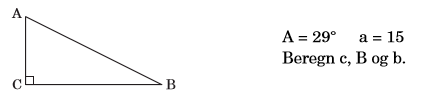 A
A = 29° a = 15
Beregn c, B og b.
C B